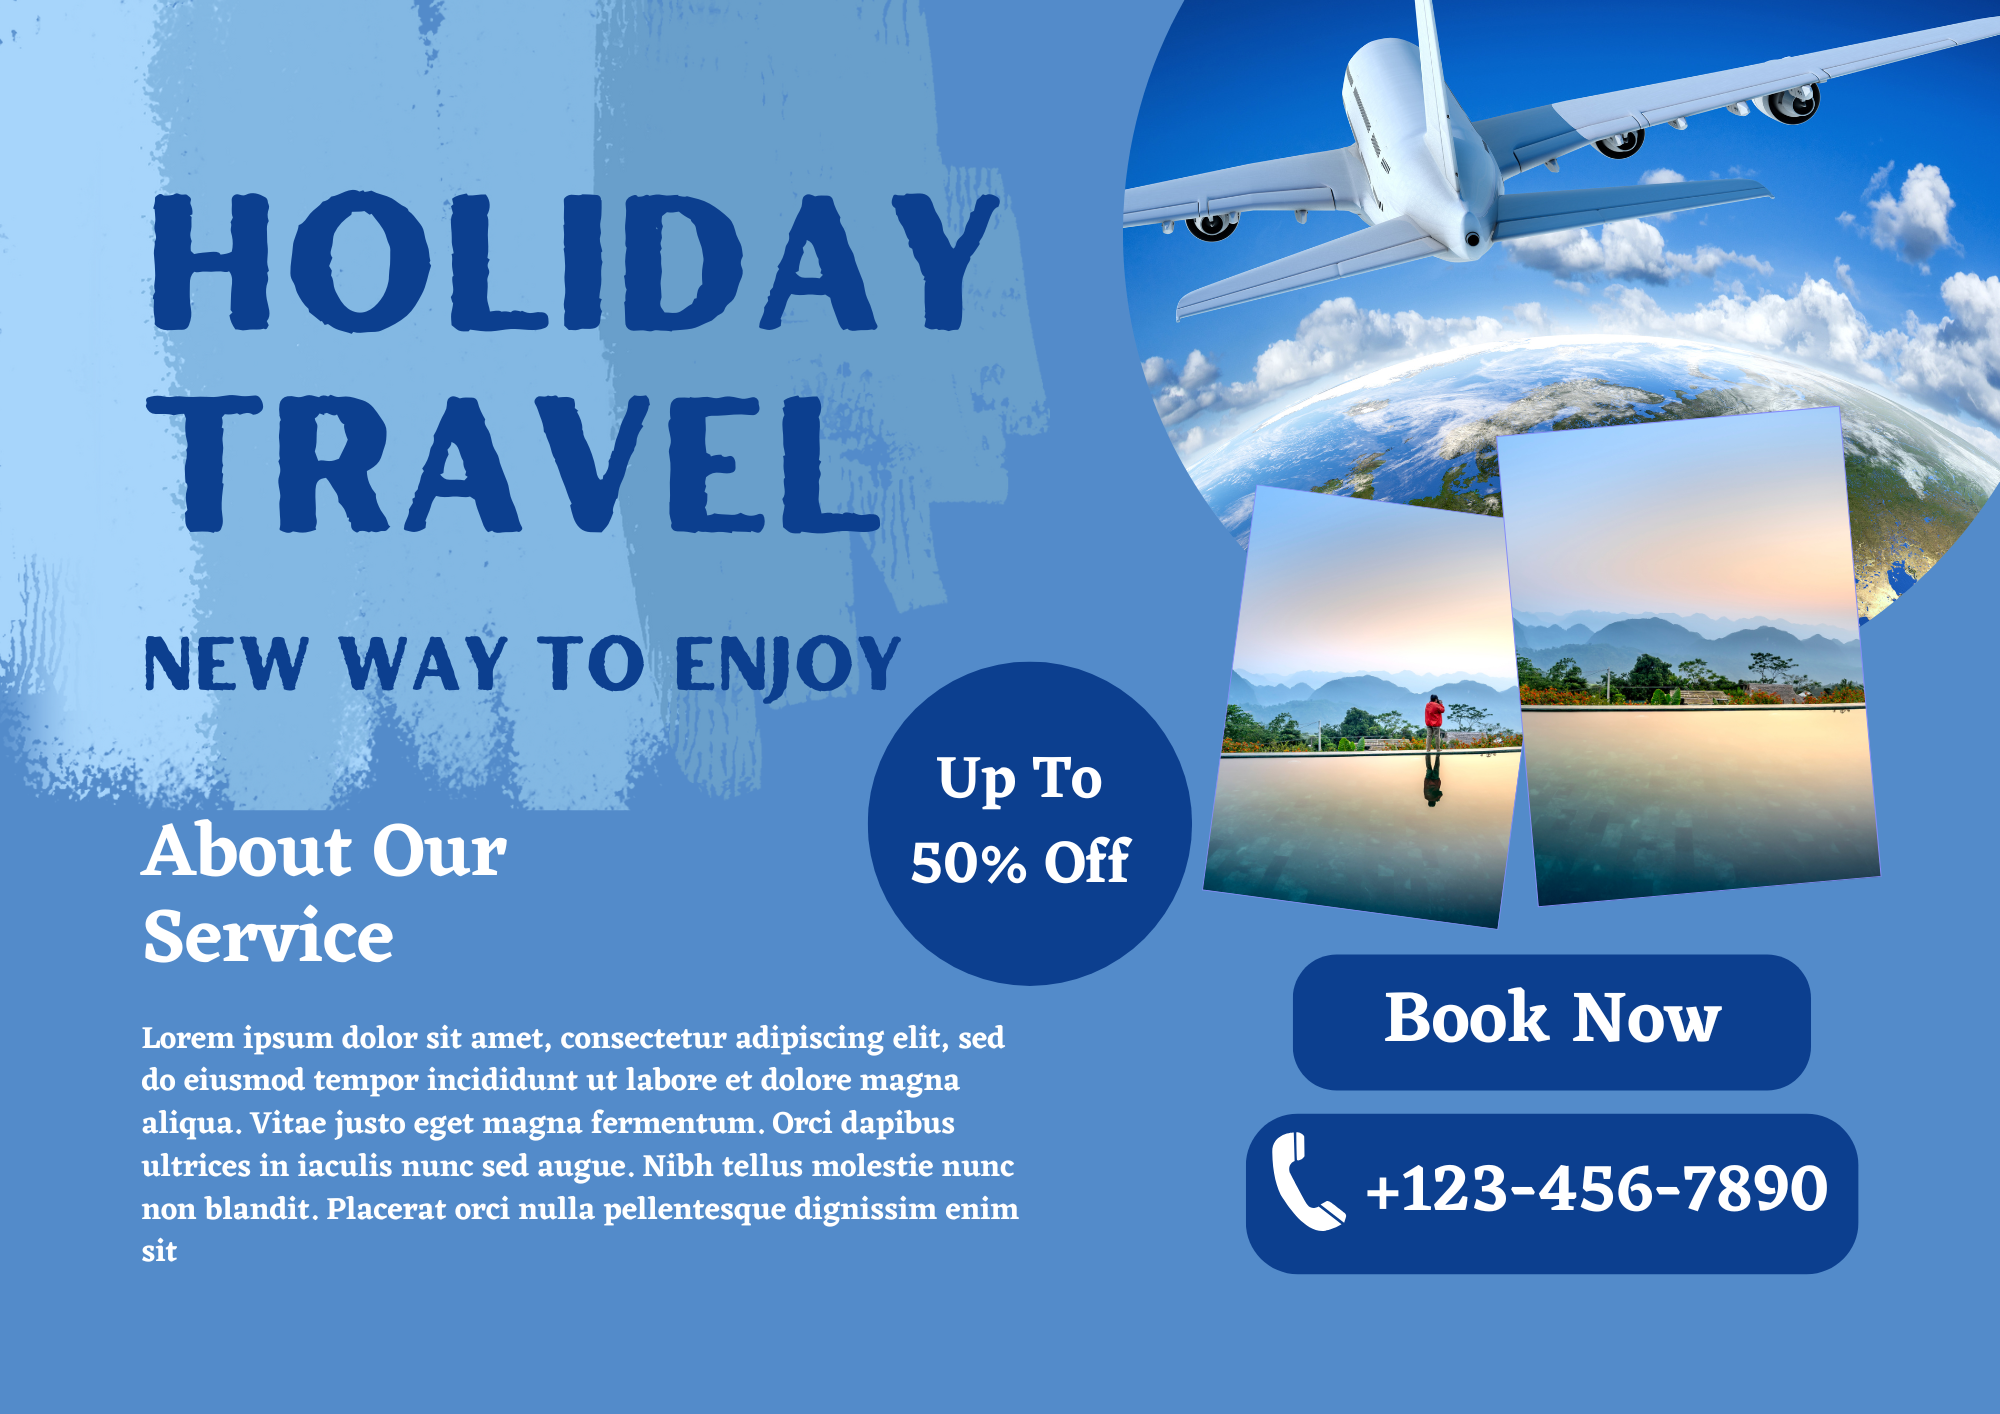 HOLIDAY
TRAVEL
NEW WAY TO ENJOY
Up To
50% Off
About Our
Service
Lorem ipsum dolor sit amet, consectetur adipiscing elit, sed
do eiusmod tempor incididunt ut labore et dolore magna
aliqua. Vitae justo eget magna fermentum. Orci dapibus
ultrices in iaculis nunc sed augue. Nibh tellus molestie nunc
non blandit. Placerat orci nulla pellentesque dignissim enim
sit
Book Now
+123-456-7890